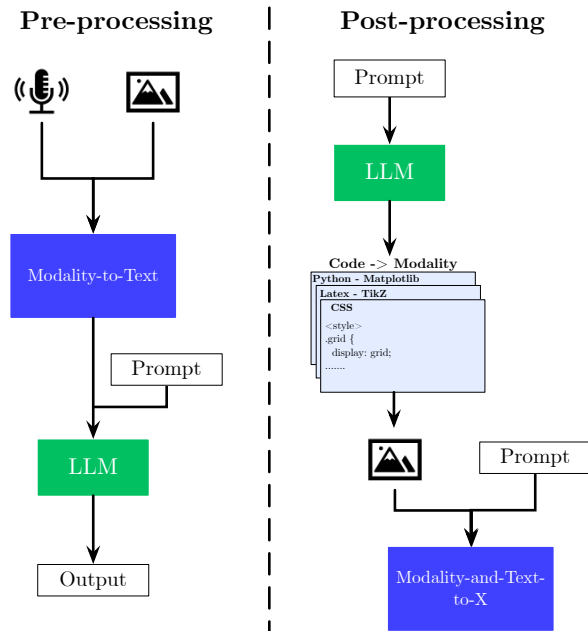 Pre-processing
Modality-to-Text
Prompt
LLM
Output
Post-processing
Prompt
LLM
Code -> Modality
Python - Matplotlib
Latex - TikZ
CSS
<style>
.grid {
display: grid;
.......
Prompt
Modality-and-Text-
to-X